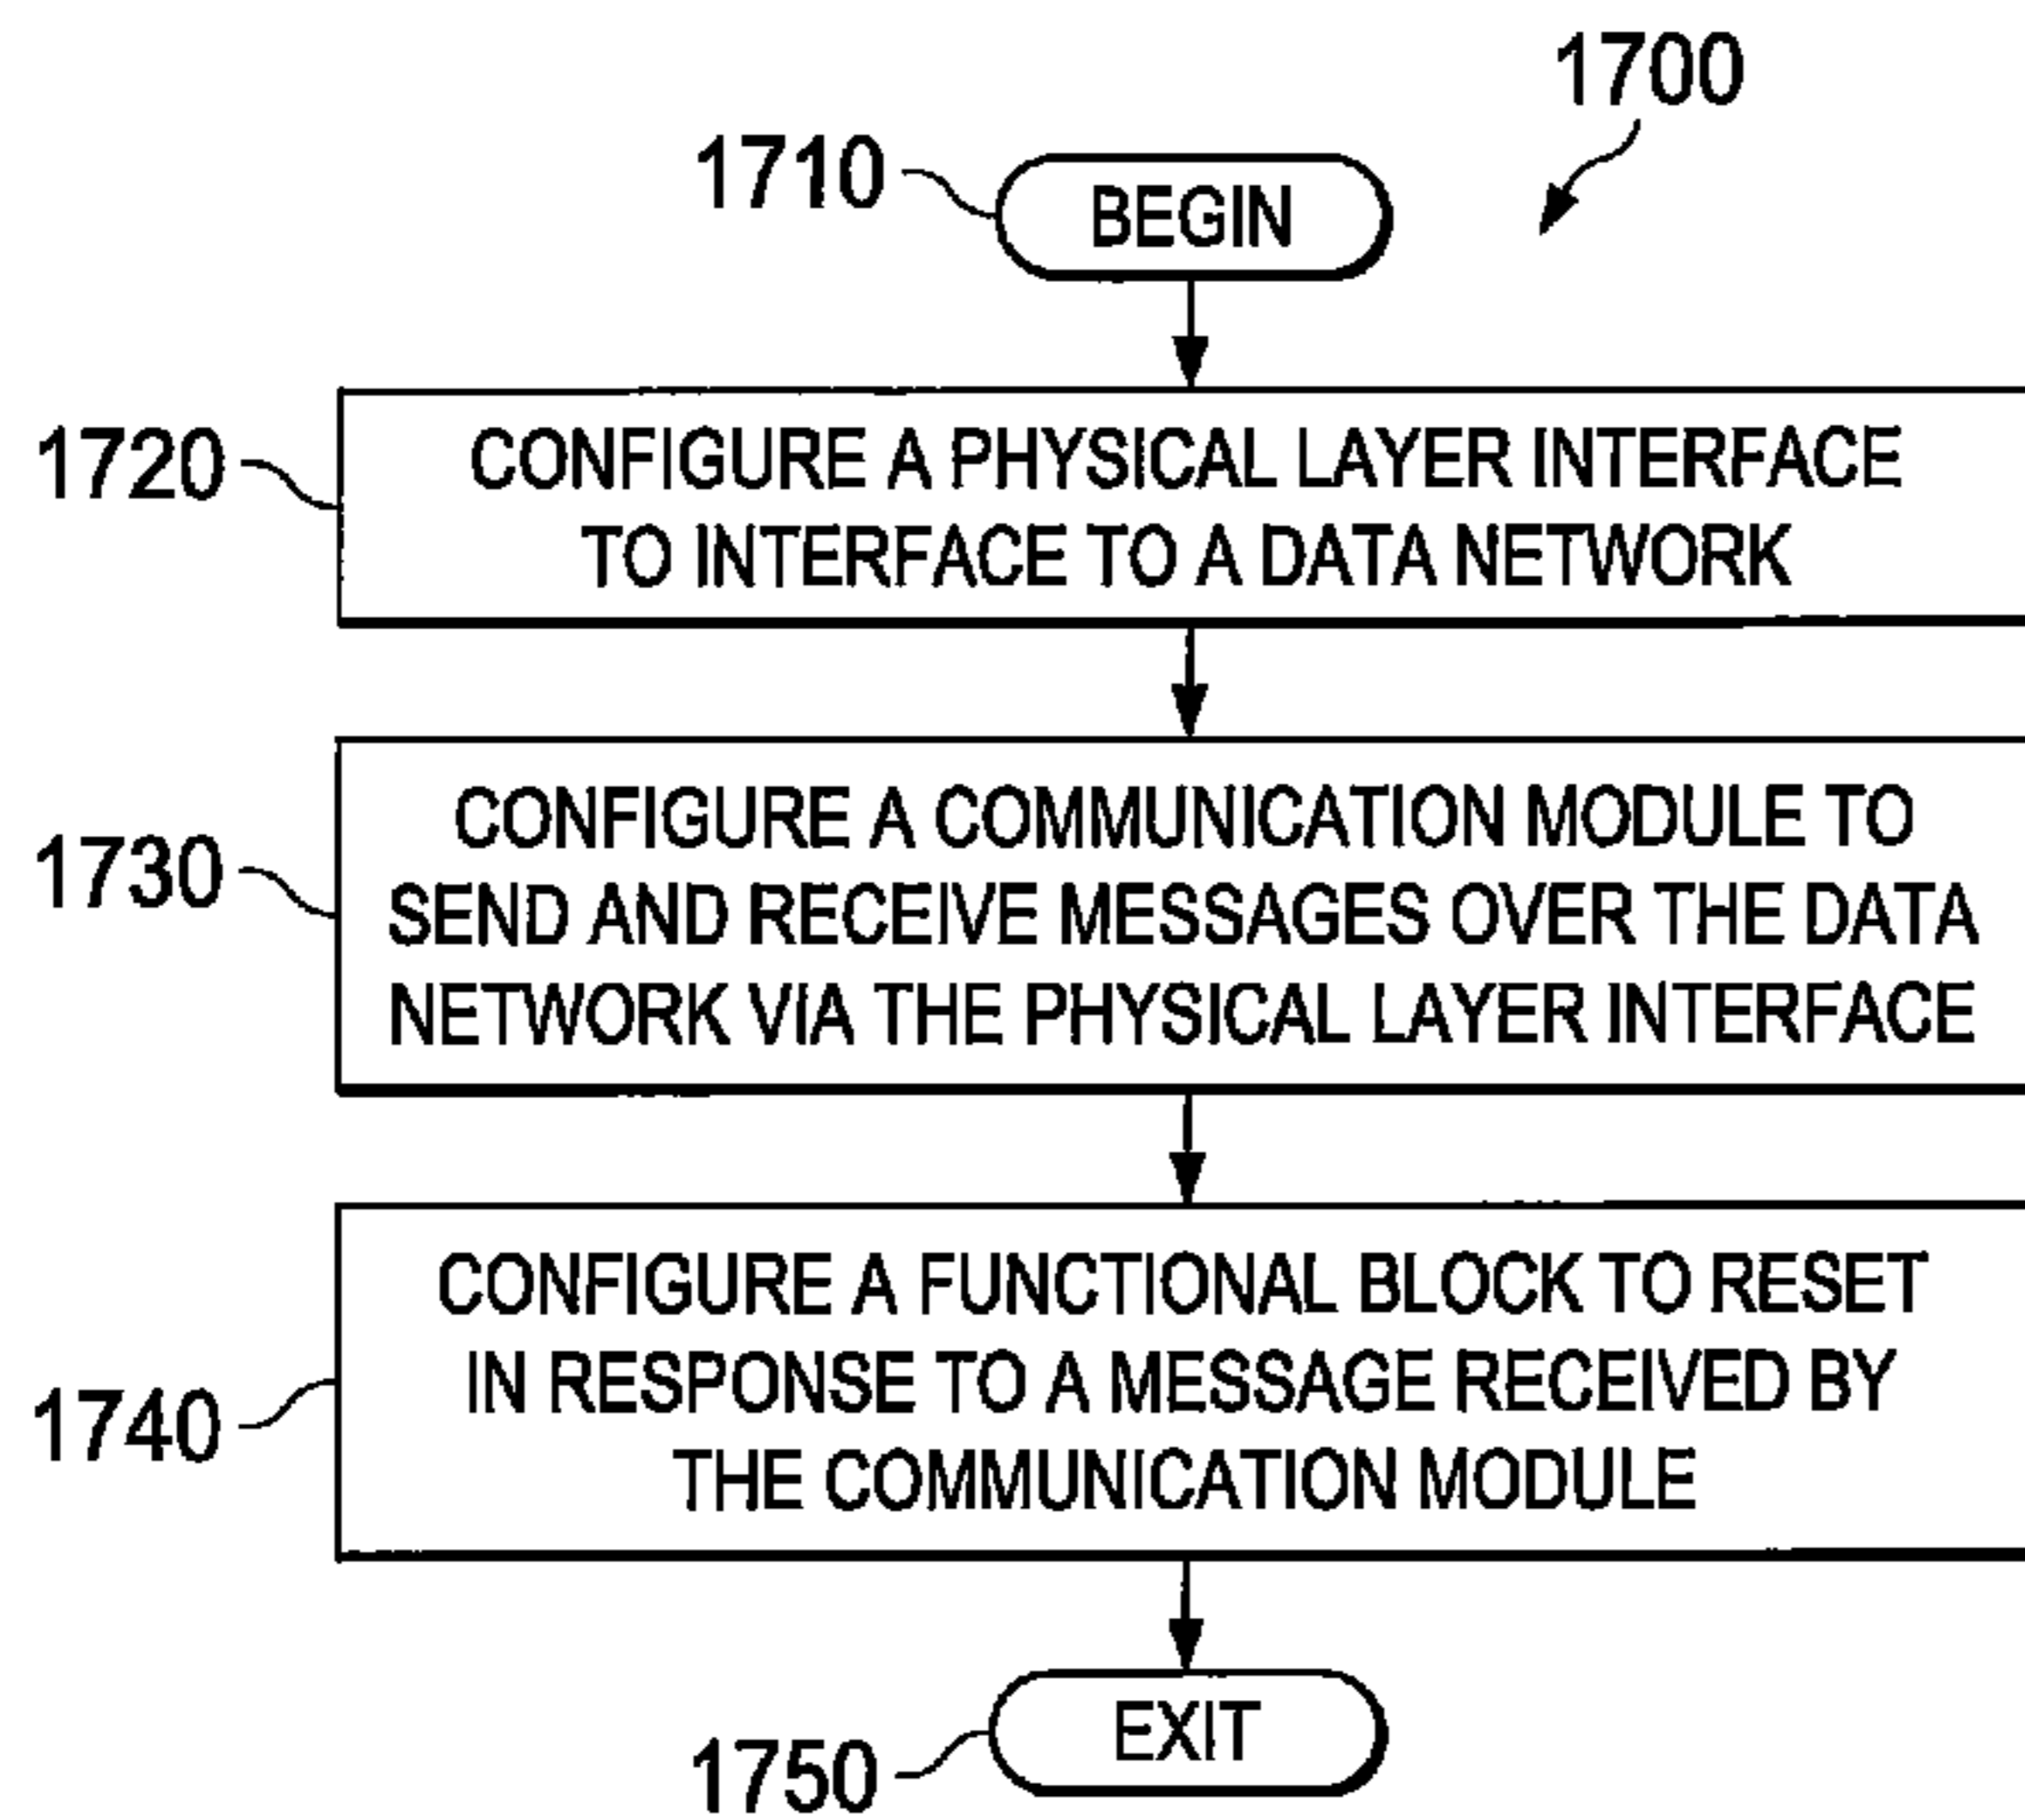 1700
1710
BEGIN
1720
CONFIGURE A PHYSICAL LAYER INTERFACE
TO INTERFACE TO A DATA NETWORK
1730
CONFIGURE A COMMUNICATION MODULE TO
SEND AND RECEIVE MESSAGES OVER THE DATA
NETWORK VIA THE PHYSICAL LAYER INTERFACE
1740
CONFIGURE A FUNCTIONAL BLOCK TO RESET
IN RESPONSE TO A MESSAGE RECEIVED BY
THE COMMUNICATION MODULE
1750
EXIT